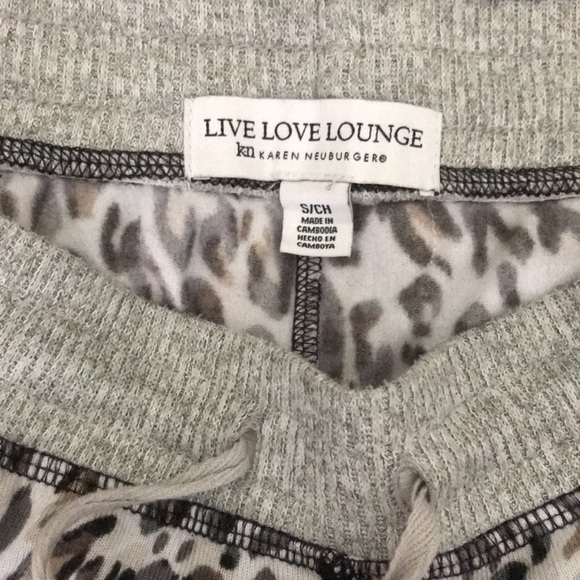 LIVE LOVE LOUNGE
kn KAREN NEUBURGER®
S/CH
MADE IN
CAMBODIA
HECHO EN
CAMBOYA